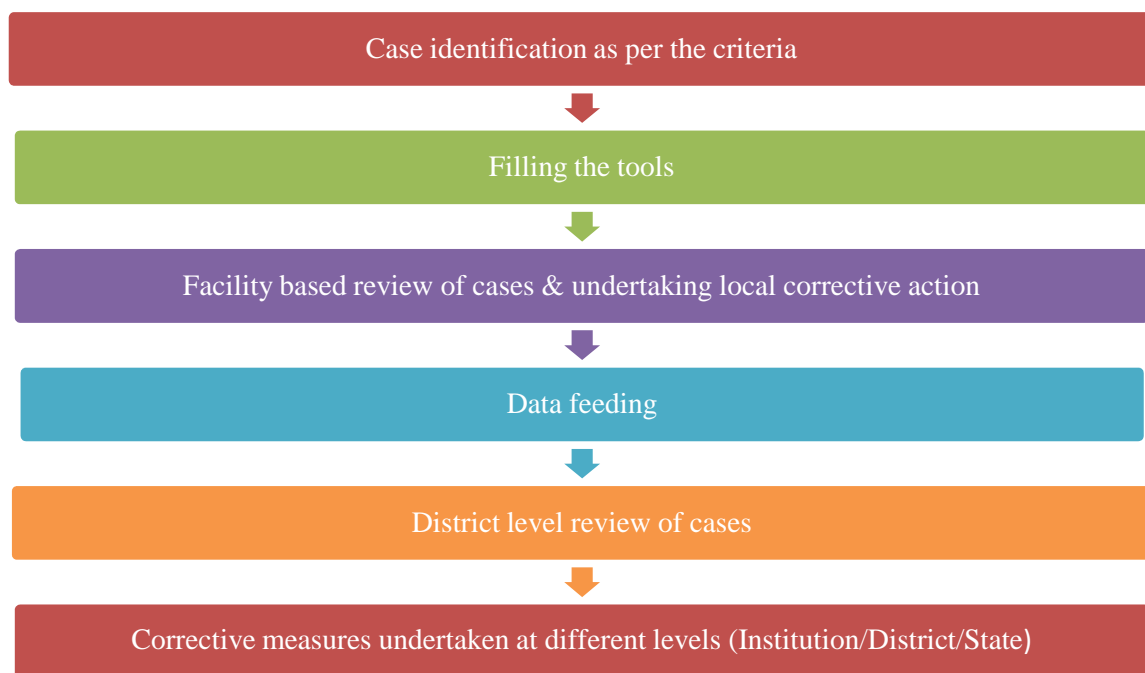 Case identification as per the criteria
Filling the tools
Facility based review of cases & undertaking local corrective action
Data feeding
District level review of cases
Corrective measures undertaken at different levels (Institution/District/State)